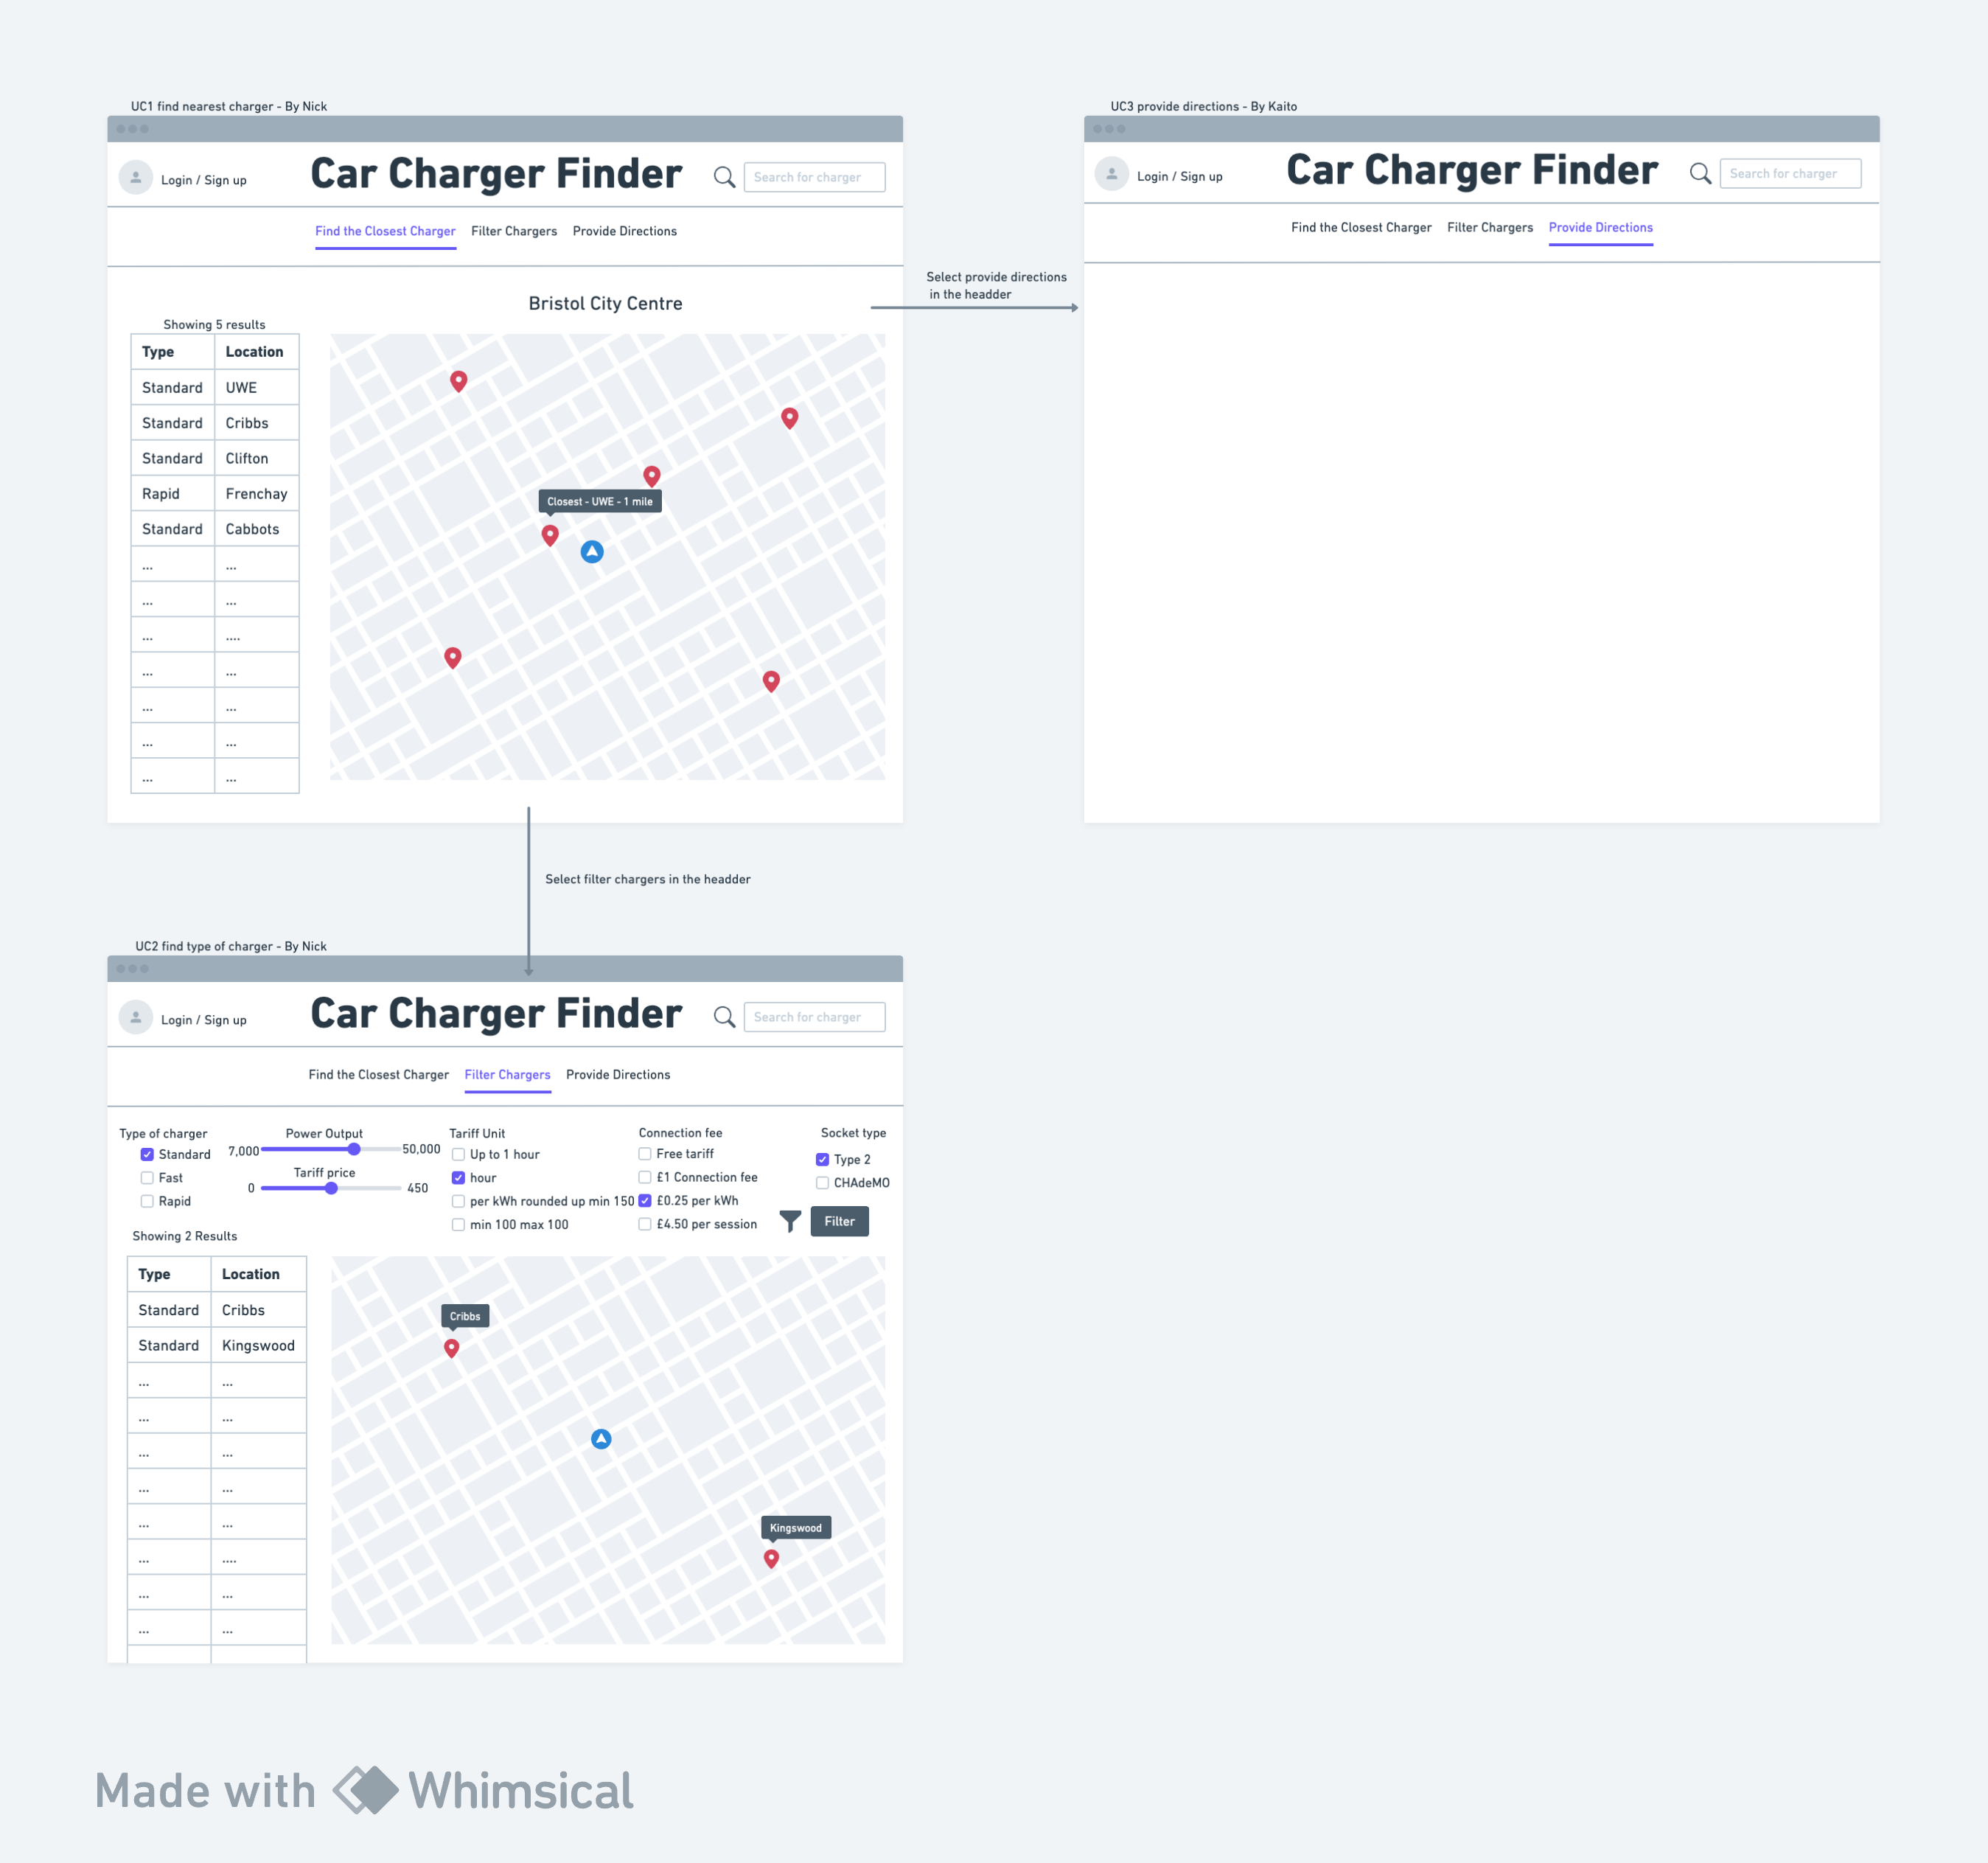 UC1 find nearest charger - By Nick
Login / Sign up
Car Charger Finder
Search for charger
Find the Closest Charger Filter Chargers Provide Directions
Bristol City Centre
Showing 5 results
Type Location
Standard UWE
Standard Cribbs
Standard Clifton
Rapid Frenchay
Standard Cabbots
... ...
... ...
... ....
... ...
... ...
... ...
... ...
Closest - UWE - 1 mile
Select provide directions
in the headder
UC3 provide directions - By Kaito
Login / Sign up
Car Charger Finder
Search for charger
Find the Closest Charger Filter Chargers Provide Directions
Select filter chargers in the headder
UC2 find type of charger - By Nick
Login / Sign up
Car Charger Finder
Search for charger
Find the Closest Charger Filter Chargers Provide Directions
Type of charger
Standard
Fast
Rapid
Power Output
7,000 50,000
Tariff price
0 450
Tariff Unit
Up to 1 hour
hour
per kWh rounded up min 150
min 100 max 100
Connection fee
Free tariff
£1 Connection fee
£0.25 per kWh
£4.50 per session
Socket type
Type 2
CHAdeMO
Filter
Showing 2 Results
Type Location
Standard Cribbs
Standard Kingswood
... ...
... ...
... ...
... ...
... ...
... ....
... ...
... ...
Cribbs
Kingswood
Made with Whimsical